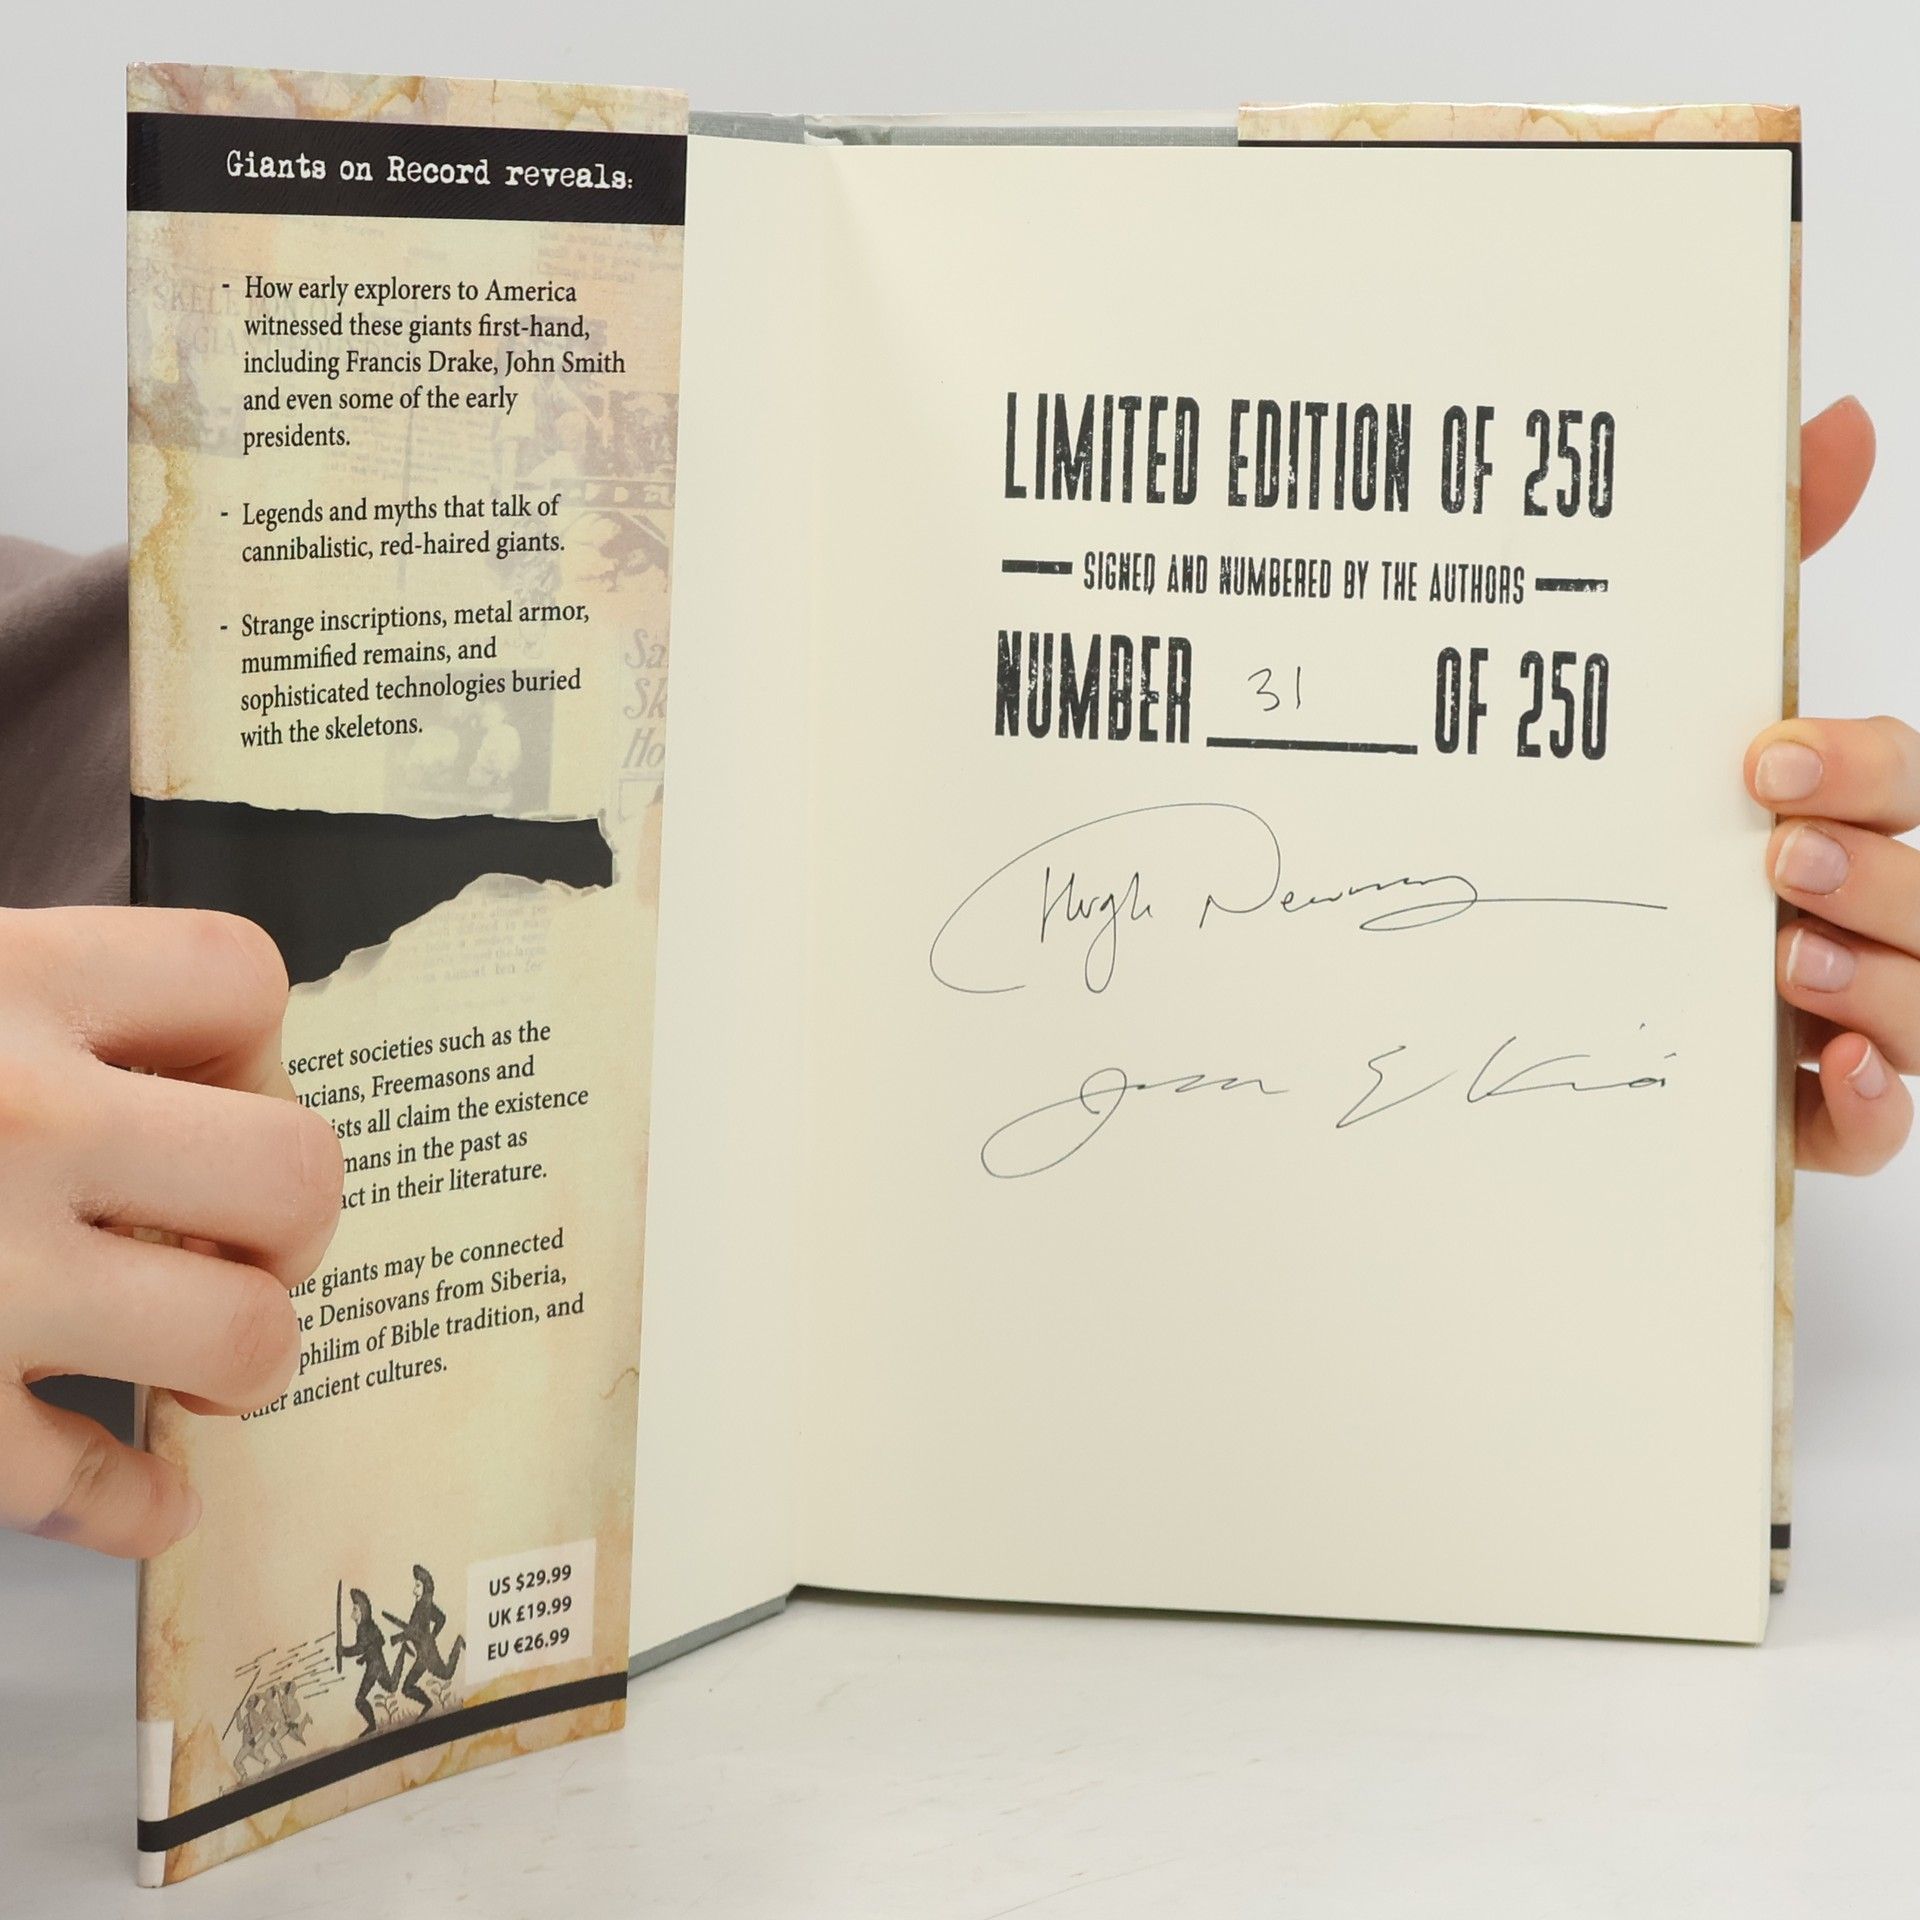 Giants on Record reveals:
- How early explorers to America
witnessed these giants first-hand,
including Francis Drake, John Smith
and even some of the early
presidents.
- Legends and myths that talk of
cannibalistic, red-haired giants.
- Strange inscriptions, metal armor,
mummified remains, and
sophisticated technologies buried
with the skeletons.
secret societies such as the
ucians, Freemasons and
ists all claim the existence
mans in the past as
act in their literature.
the giants may be connected
he Denisovans from Siberia,
philim of Bible tradition, and
other ancient cultures.
US $29.99
UK £19.99
EU €26.99
LIMITED EDITION OF 250
SIGNED AND NUMBERED BY THE AUTHORS
NUMBER 31 OF 250
Hugh Newman